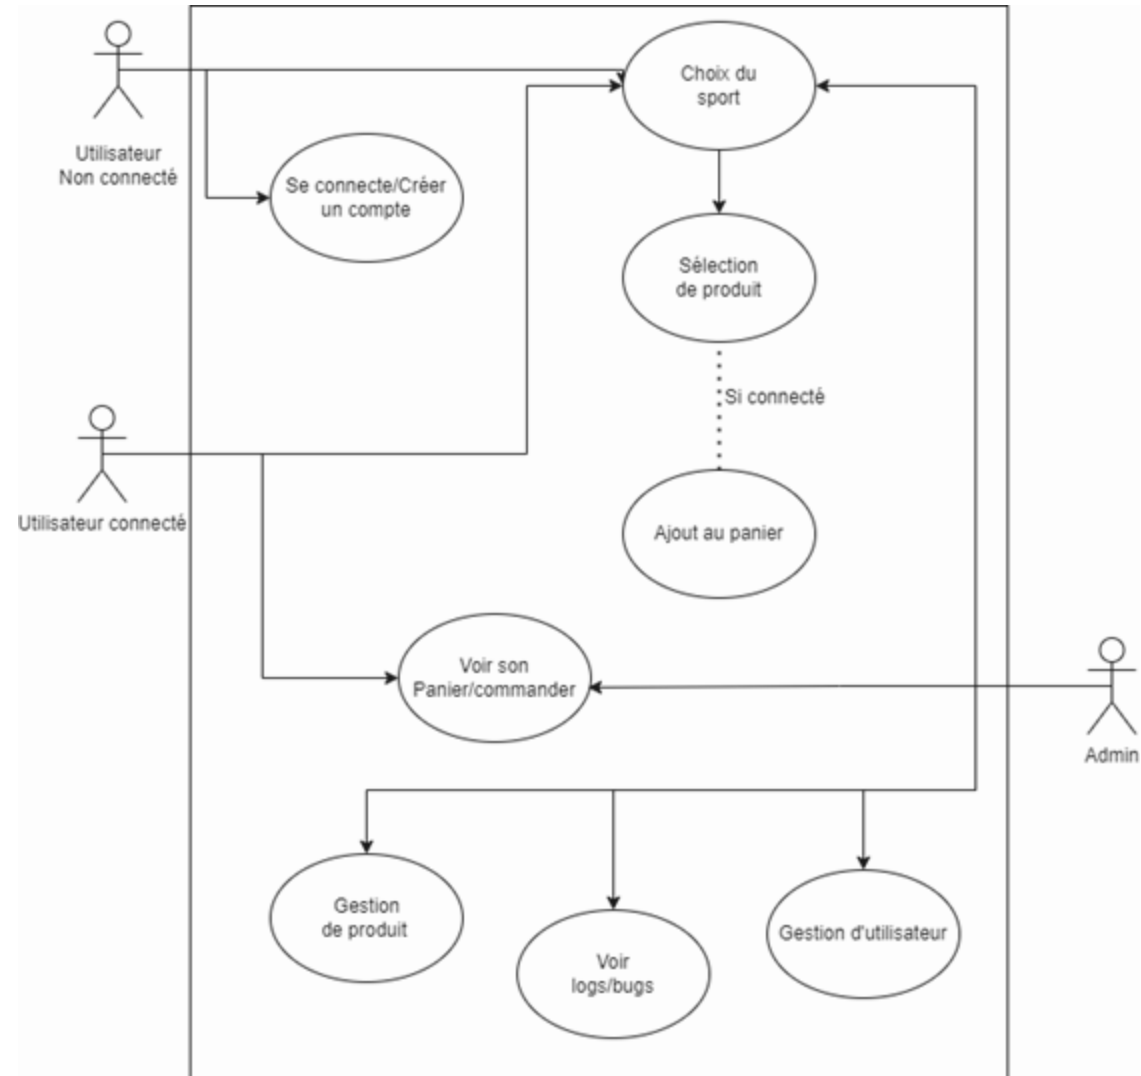 Choix du
sport
Utilisateur
Non connecté
Se connecte/Créer
un compte
Sélection
de produit
Si connecté
Utilisateur connecté
Ajout au panier
Voir son
Panier/commander
Admin
Gestion
de produit
Voir
logs/bugs
Gestion d'utilisateur